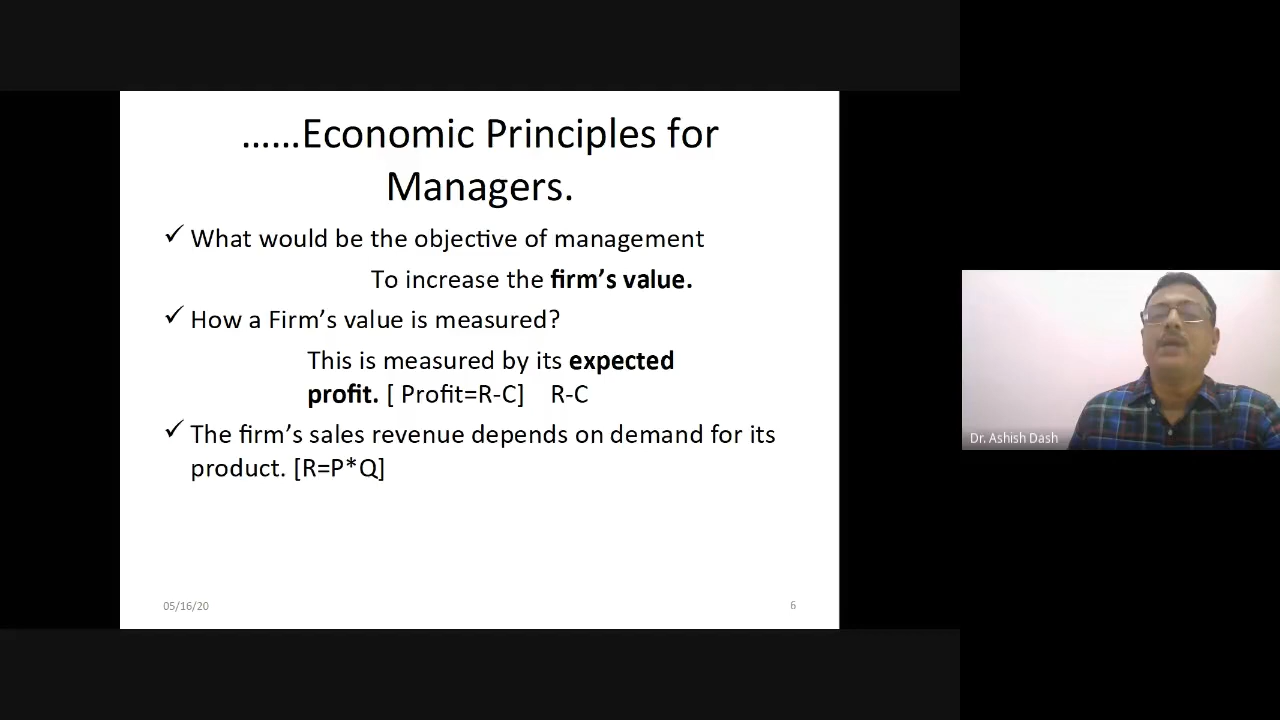 ......Economic Principles for
Managers.
✓ What would be the objective of management
To increase the firm's value.
✓ How a Firm's value is measured?
This is measured by its expected
profit. [ Profit=R-C] R-C
✓ The firm's sales revenue depends on demand for its
product. [R=P*Q]
05/16/20
6
Dr. Ashish Dash